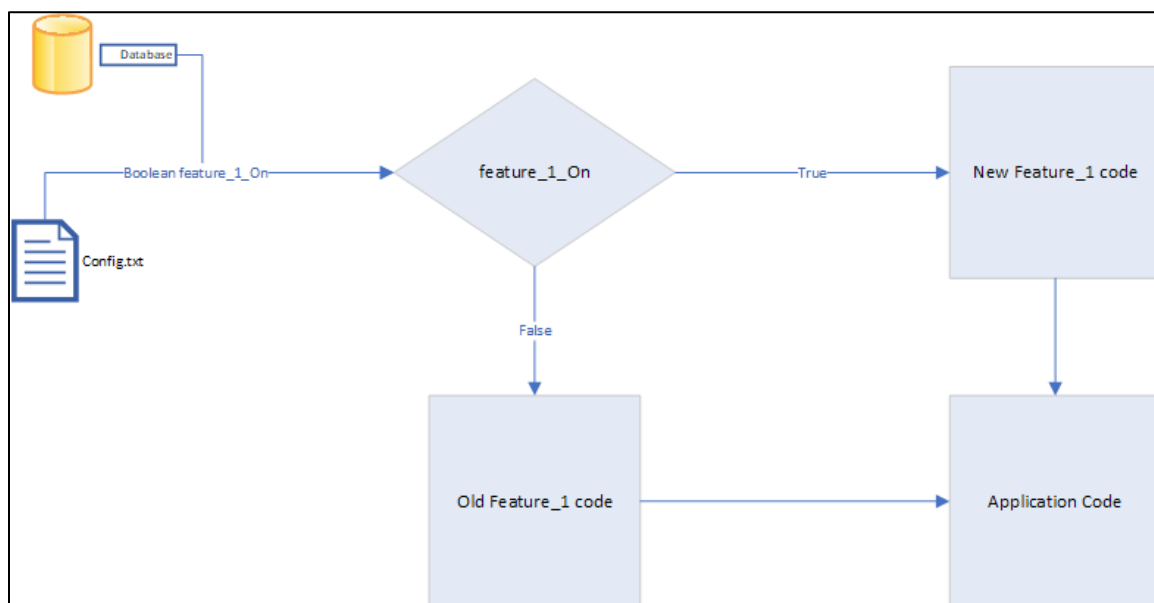 Database
Boolean feature_1_On
feature_1_On
True
New Feature_1 code
Config.txt
False
Old Feature_1 code
Application Code